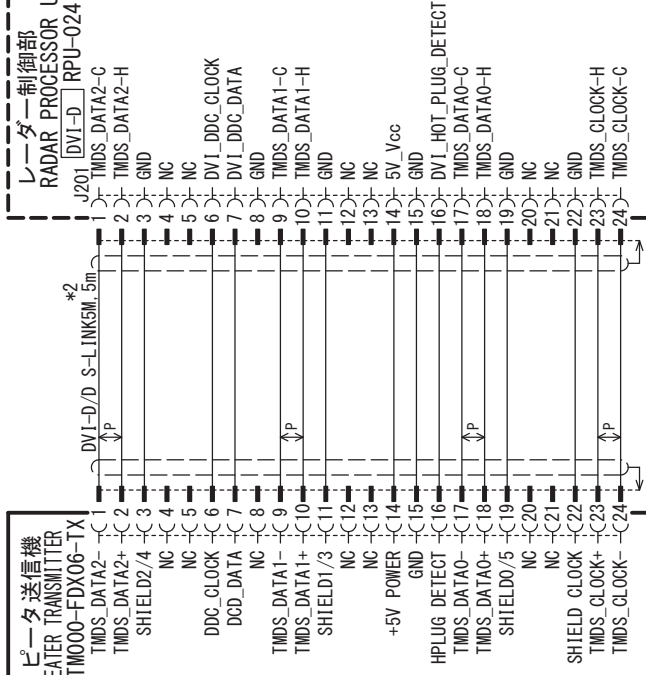 レーダー制御部
RADAR PROCESSOR U
J201 DVI-D RPU-024
1 TMDS_DATA2-C
2 TMDS_DATA2-H
3 GND
4 NC
5 NC
6 DVI_DDC_CLOCK
7 DVI_DDC_DATA
8 GND
9 TMDS_DATA1-C
10 TMDS_DATA1-H
11 GND
12 NC
13 NC
14 5V_Vcc
15 GND
16 DVI_HOT_PLUG_DETECT
17 TMDS_DATA0-C
18 TMDS_DATA0-H
19 GND
20 NC
21 NC
22 GND
23 TMDS_CLOCK-H
24 TMDS_CLOCK-C
*2
DVI-D/D S-LINK5M, 5m
P
P
P
P
ピータ送信機
EATER TRANSMITTER
TM000-FDX06-TX
TMDS_DATA2- 1
TMDS_DATA2+ 2
SHIELD2/4 3
NC 4
NC 5
DDC_CLOCK 6
DCD_DATA 7
NC 8
TMDS_DATA1- 9
TMDS_DATA1+ 10
SHIELD1/3 11
NC 12
NC 13
+5V POWER 14
GND 15
HPLUG DETECT 16
TMDS_DATA0- 17
TMDS_DATA0+ 18
SHIELD0/5 19
NC 20
NC 21
SHIELD CLOCK 22
TMDS_CLOCK+ 23
TMDS_CLOCK- 24